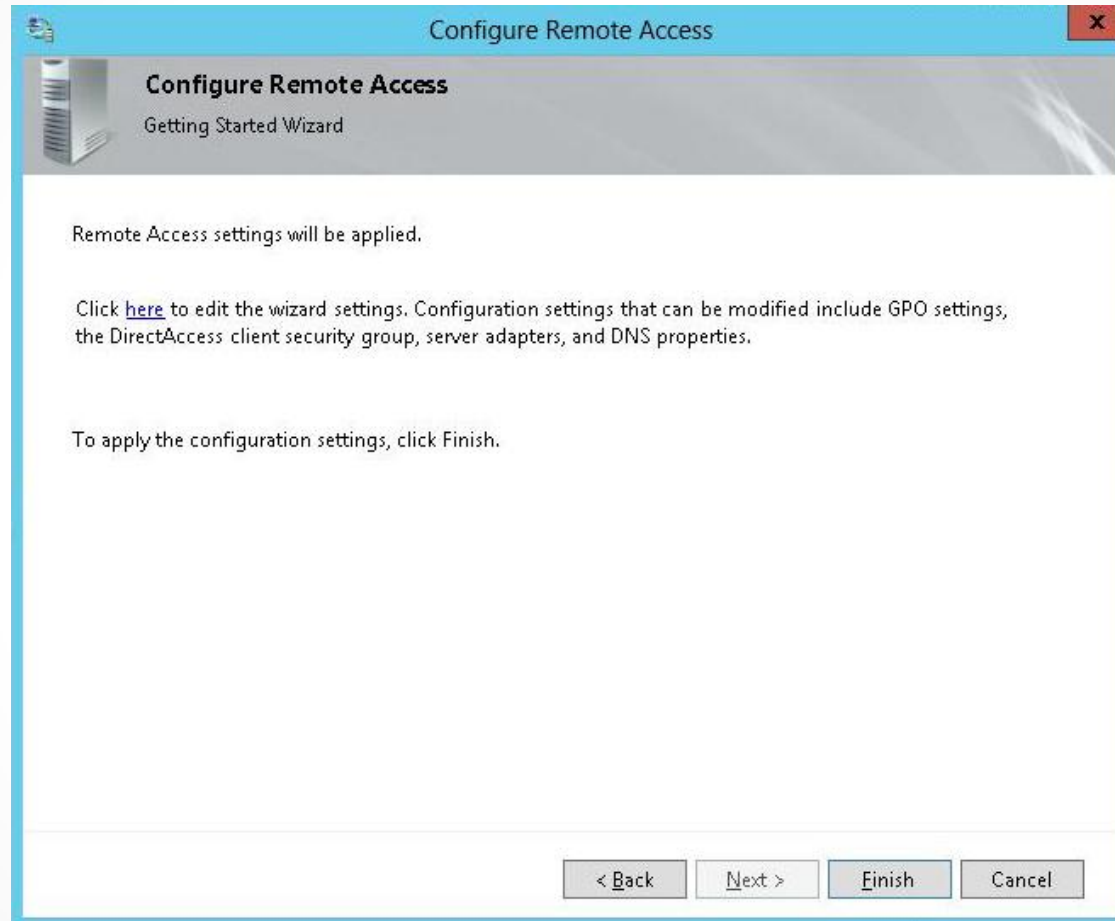 Configure Remote Access
x
Configure Remote Access
Getting Started Wizard
Remote Access settings will be applied.
Click here to edit the wizard settings. Configuration settings that can be modified include GPO settings,
the DirectAccess client security group, server adapters, and DNS properties.
To apply the configuration settings, click Finish.
< Back Next > Finish Cancel